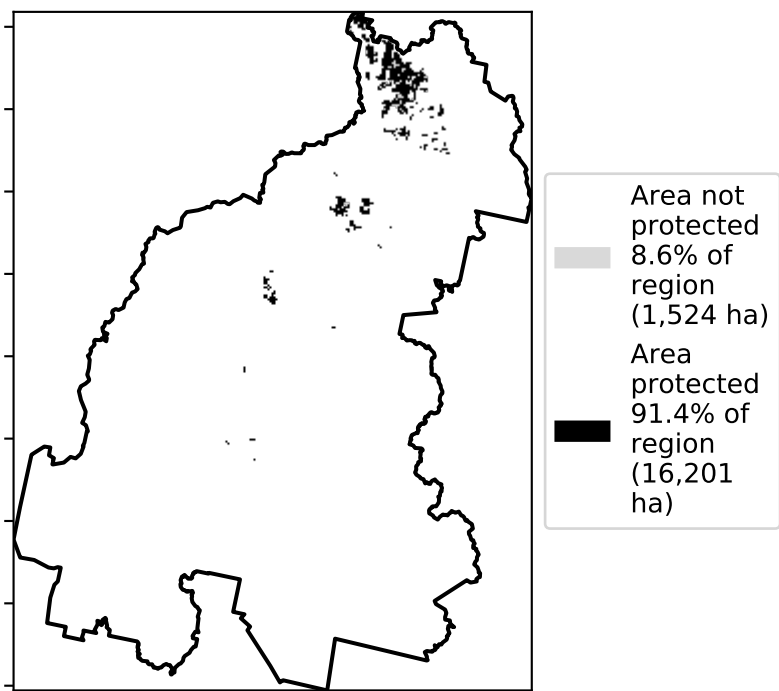 Area not
protected
8.6% of
region
(1,524 ha)
Area
protected
91.4% of
region
(16,201
ha)